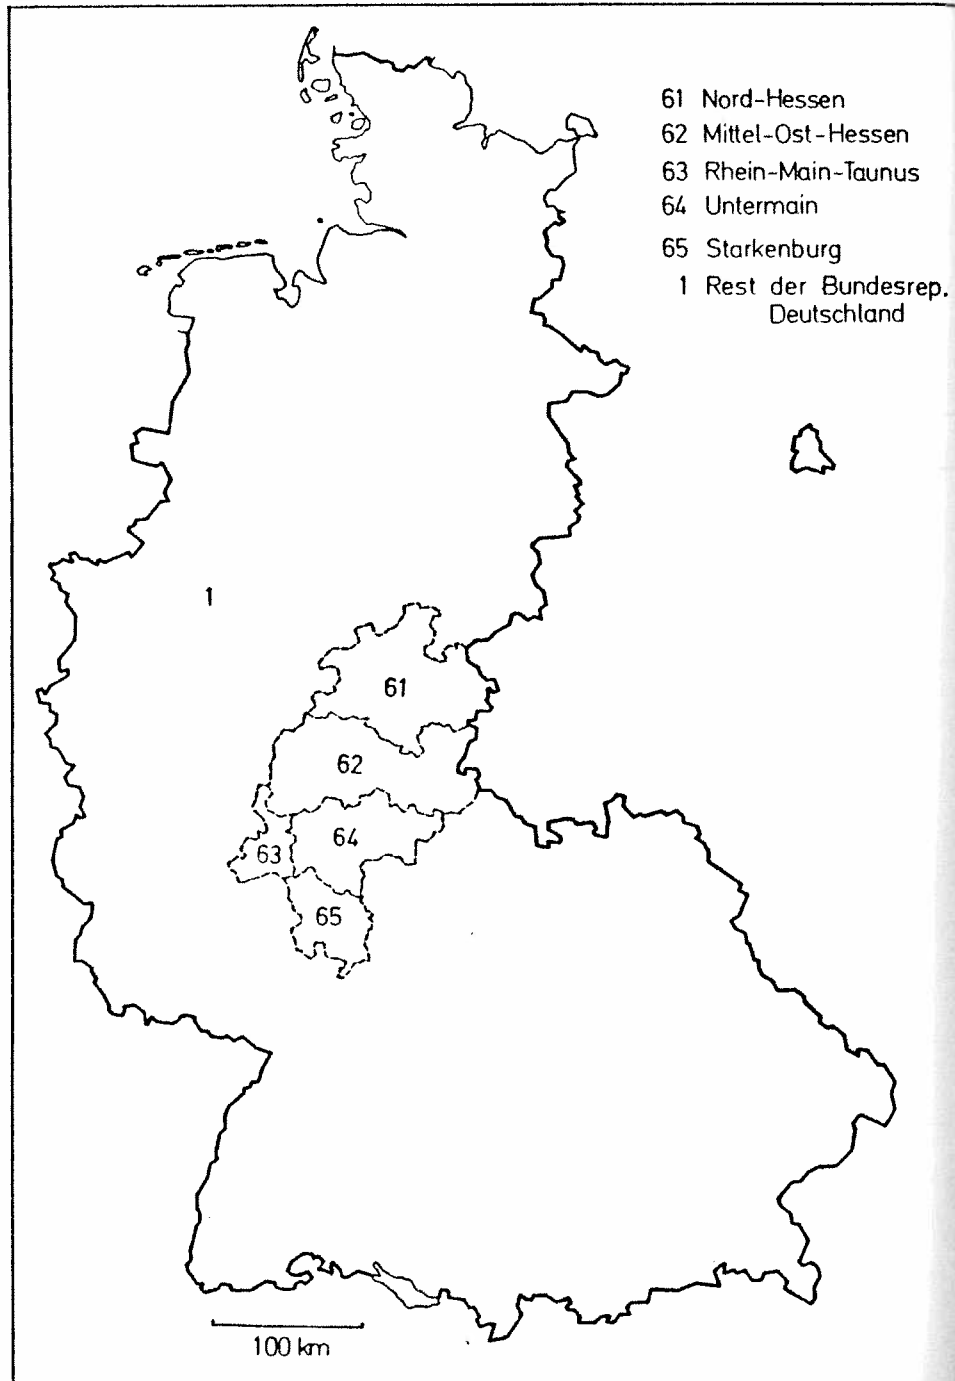 61 Nord-Hessen
62 Mittel-Ost-Hessen
63 Rhein-Main-Taunus
64 Untermain
65 Starkenburg
1 Rest der Bundesrep.
Deutschland
1
61
62
64
63
65
100 km